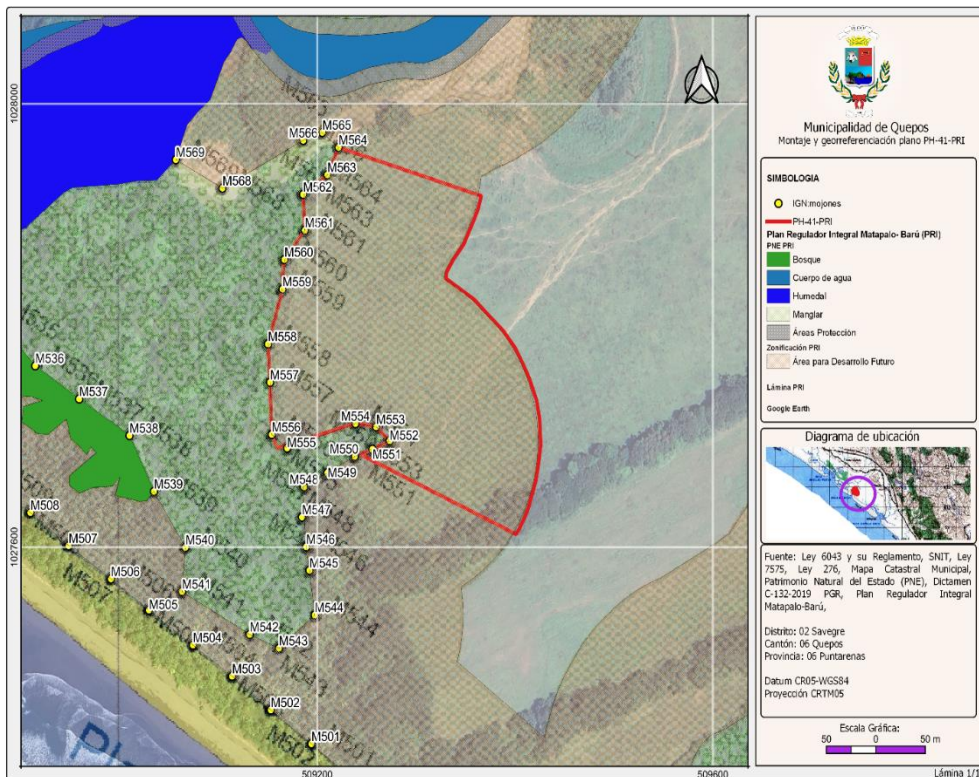 1028000
1027600
509200
509600
M565
M566
M564
M569
M563
M568
M562
M561
M560
M559
M558
M536
M557
M537
M554
M553
M538
M556
M552
M555
M550
M551
M549
M539
M548
M508
M547
M507
M540
M546
M545
M506
M541
M505
M544
M542
M504
M543
M503
M502
M501
Municipalidad de Quepos
Montaje y georreferenciación plano PH-41-PRI
SIMBOLOGIA
IGN:mojones
PH-41-PRI
Plan Regulador Integral Matapalo- Barú (PRI)
PNE PRI
Bosque
Cuerpo de agua
Humedal
Manglar
Áreas Protección
Zonificación PRI
Área para Desarrollo Futuro
Lámina PRI
Google Earth
Diagrama de ubicación
Fuente: Ley 6043 y su Reglamento, SNIT, Ley
7575, Ley 276, Mapa Catastral Municipal,
Patrimonio Natural del Estado (PNE), Dictamen
C-132-2019 PGR, Plan Regulador Integral
Matapalo-Barú,
Distrito: 02 Savegre
Cantón: 06 Quepos
Provincia: 06 Puntarenas
Datum CR05-WGS84
Proyección CRTM05
Escala Gráfica:
50 0 50 m
Lámina 1/1